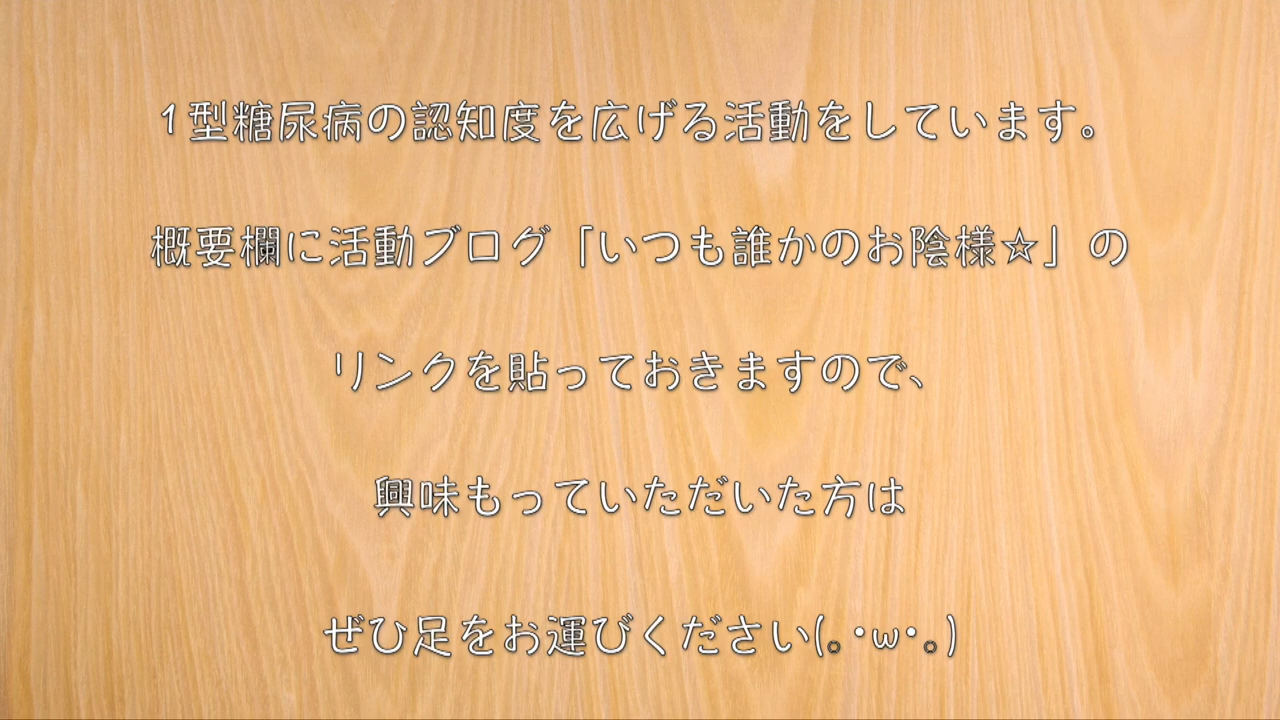 1型糖尿病の認知度を広げる活動をしています。
概要欄に活動ブログ「いつも誰かのお陰様☆」の
リンクを貼っておきますので、
興味もっていただいた方は
ぜひ足をお運びください(｡･ω･｡)